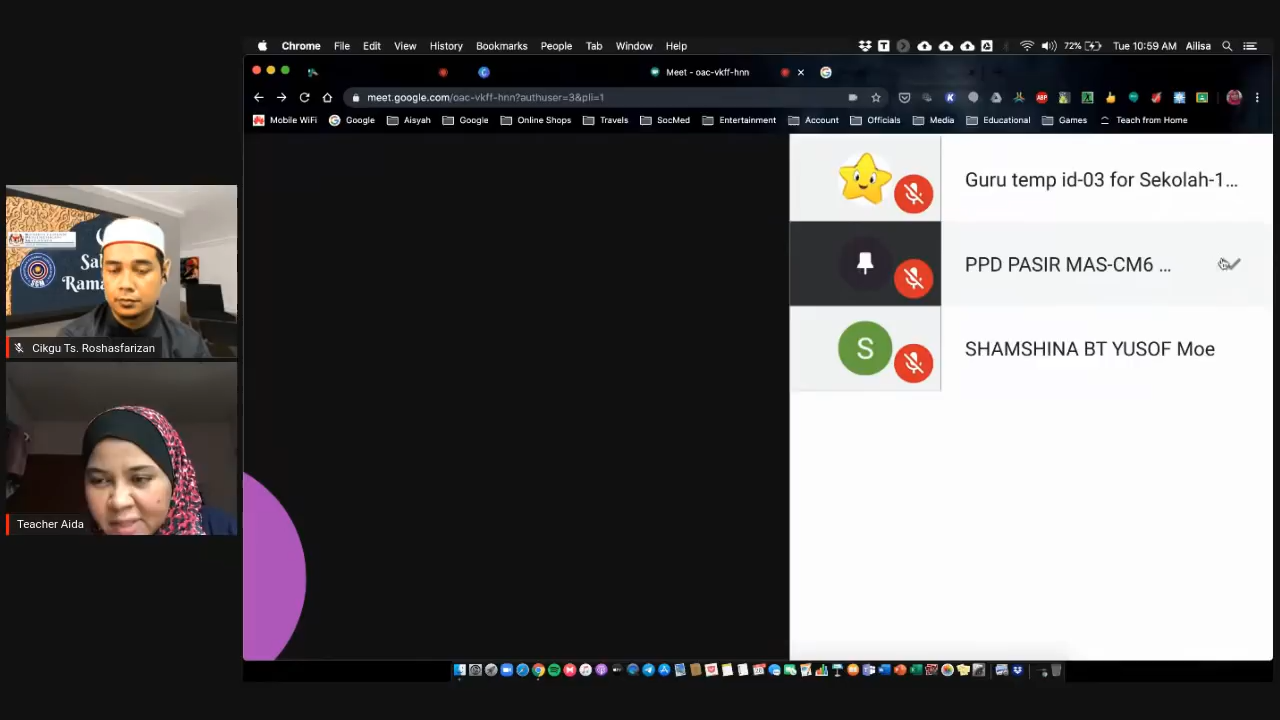 Chrome File Edit View History Bookmarks People Tab Window Help
72% Tue 10:59 AM Ailisa
Meet - oac-vkff-hnn
meet.google.com/oac-vkff-hnn?authuser=3&pli=1
Mobile WiFi Google Aisyah Google Online Shops Travels SocMed Entertainment Account Officials Media Educational Games Teach from Home
Guru temp id-03 for Sekolah-1...
PPD PASIR MAS-CM6 ...
S
SHAMSHINA BT YUSOF Moe
Cikgu Ts. Roshasfarizan
Teacher Aida